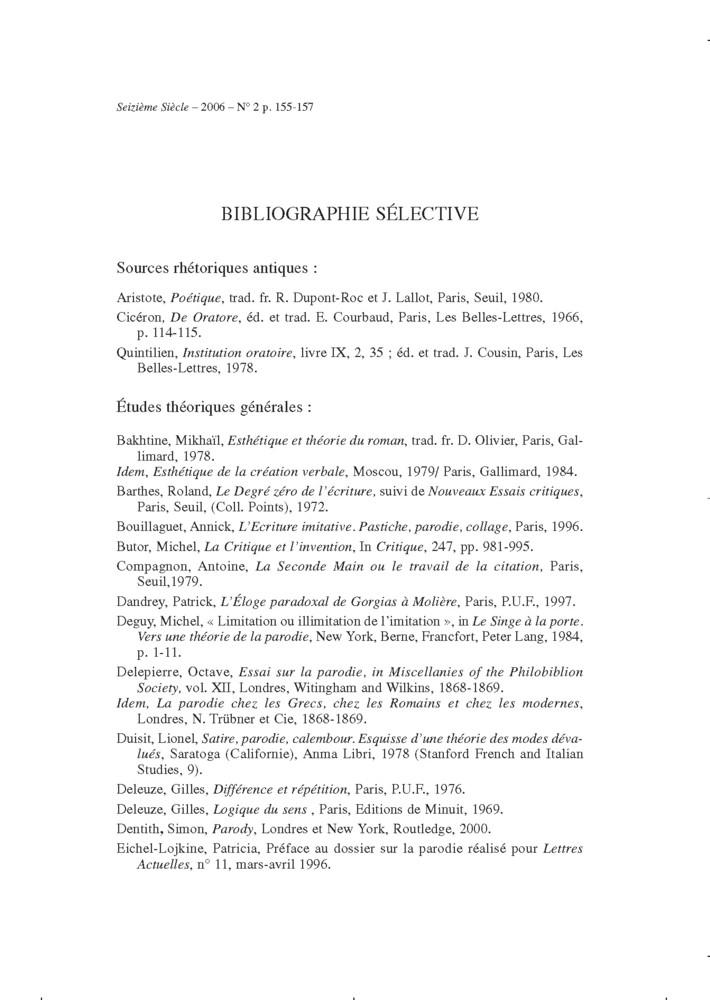 Seizième Siècle – 2006 – N° 2 p. 155-157
BIBLIOGRAPHIE SÉLECTIVE
Sources rhétoriques antiques :
Aristote, Poétique, trad. fr. R. Dupont-Roc et J. Lallot, Paris, Seuil, 1980.
Cicéron, De Oratore, éd. et trad. E. Courbaud, Paris, Les Belles-Lettres, 1966,
p. 114-115.
Quintilien, Institution oratoire, livre IX, 2, 35 ; éd. et trad. J. Cousin, Paris, Les
Belles-Lettres, 1978.
Études théoriques générales :
Bakhtine, Mikhaïl, Esthétique et théorie du roman, trad. fr. D. Olivier, Paris, Gal-
limard, 1978.
Idem, Esthétique de la création verbale, Moscou, 1979/ Paris, Gallimard, 1984.
Barthes, Roland, Le Degré zéro de l'écriture, suivi de Nouveaux Essais critiques,
Paris, Seuil, (Coll. Points), 1972.
Bouillaguet, Annick, L'Ecriture imitative. Pastiche, parodie, collage, Paris, 1996.
Butor, Michel, La Critique et l'invention, In Critique, 247, pp. 981-995.
Compagnon, Antoine, La Seconde Main ou le travail de la citation, Paris,
Seuil,1979.
Dandrey, Patrick, L'Éloge paradoxal de Gorgias à Molière, Paris, P.U.F., 1997.
Deguy, Michel, « Limitation ou illimitation de l'imitation », in Le Singe à la porte.
Vers une théorie de la parodie, New York, Berne, Francfort, Peter Lang, 1984,
p. 1-11.
Delepierre, Octave, Essai sur la parodie, in Miscellanies of the Philobiblion
Society, vol. XII, Londres, Witingham and Wilkins, 1868-1869.
Idem, La parodie chez les Grecs, chez les Romains et chez les modernes,
Londres, N. Trübner et Cie, 1868-1869.
Duisit, Lionel, Satire, parodie, calembour. Esquisse d'une théorie des modes déva-
lués, Saratoga (Californie), Anma Libri, 1978 (Stanford French and Italian
Studies, 9).
Deleuze, Gilles, Différence et répétition, Paris, P.U.F., 1976.
Deleuze, Gilles, Logique du sens , Paris, Editions de Minuit, 1969.
Dentith, Simon, Parody, Londres et New York, Routledge, 2000.
Eichel-Lojkine, Patricia, Préface au dossier sur la parodie réalisé pour Lettres
Actuelles, n° 11, mars-avril 1996.